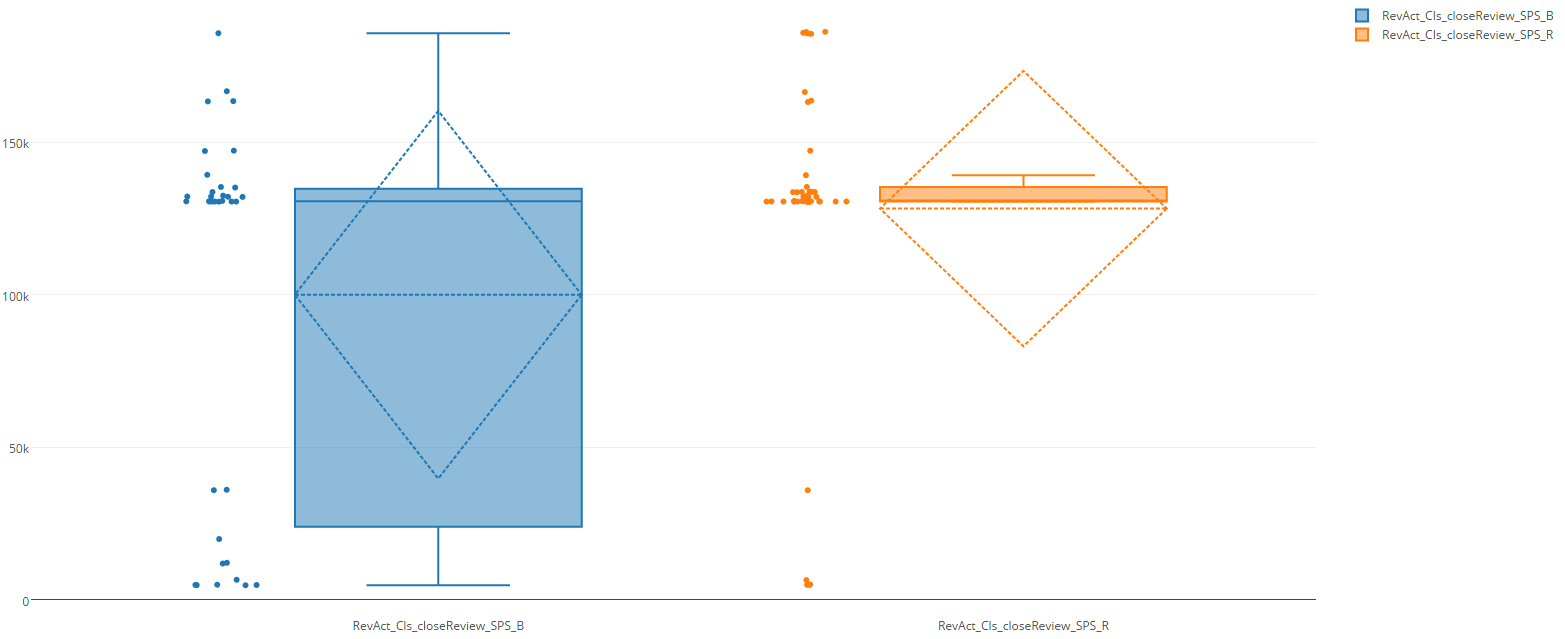 RevAct_Cls_closeReview_SPS_B
RevAct_Cls_closeReview_SPS_R
150k
100k
50k
0
RevAct_Cls_closeReview_SPS_B
RevAct_Cls_closeReview_SPS_R